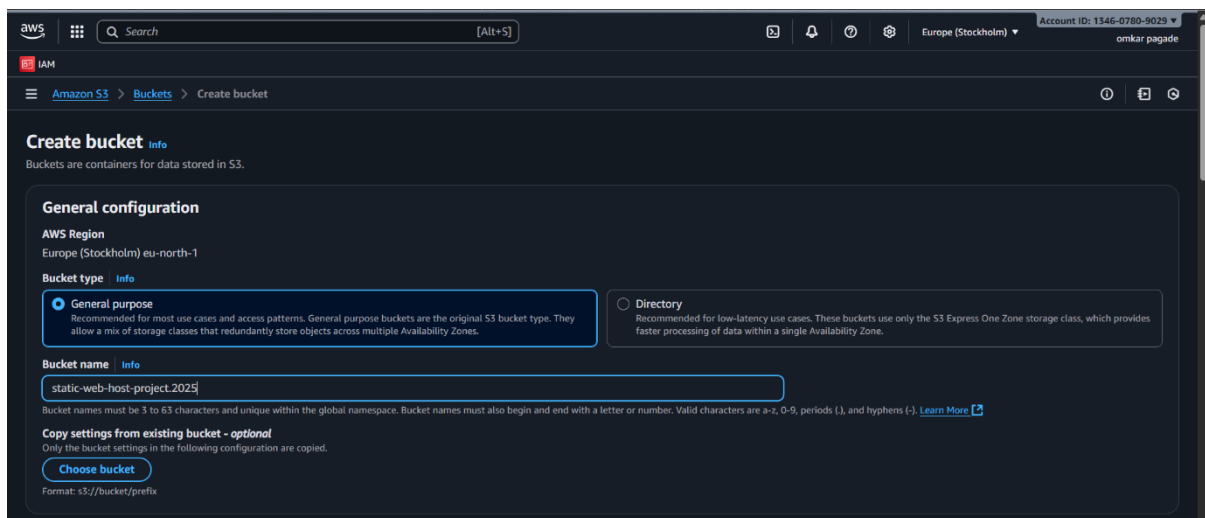 aws
Search [Alt+S]
Europe (Stockholm) ▼
Account ID: 1346-0780-9029 ▼
omkar pagade
IAM
Amazon S3 > Buckets > Create bucket
Create bucket Info
Buckets are containers for data stored in S3.
General configuration
AWS Region
Europe (Stockholm) eu-north-1
Bucket type Info
General purpose
Recommended for most use cases and access patterns. General purpose buckets are the original S3 bucket type. They
allow a mix of storage classes that redundantly store objects across multiple Availability Zones.
Directory
Recommended for low-latency use cases. These buckets use only the S3 Express One Zone storage class, which provides
faster processing of data within a single Availability Zone.
Bucket name Info
static-web-host-project.2025
Bucket names must be 3 to 63 characters and unique within the global namespace. Bucket names must also begin and end with a letter or number. Valid characters are a-z, 0-9, periods (.), and hyphens (-). Learn More
Copy settings from existing bucket - optional
Only the bucket settings in the following configuration are copied.
Choose bucket
Format: s3://bucket/prefix